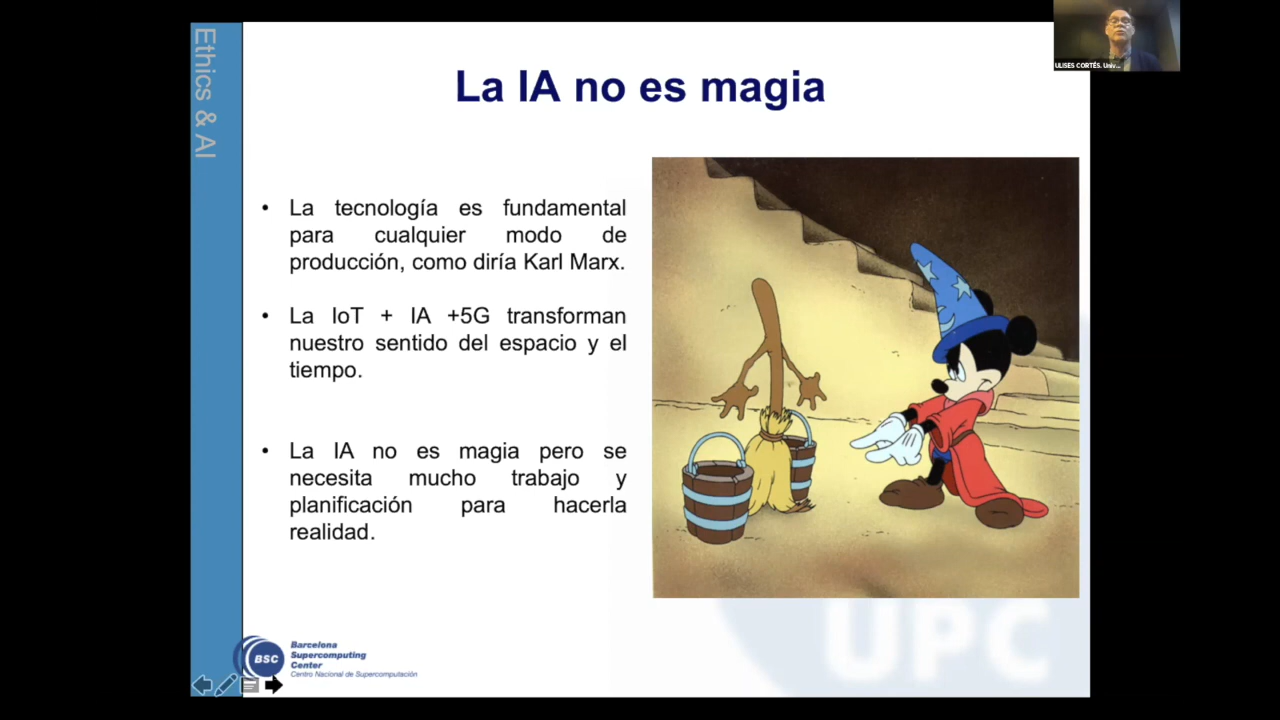 Ethics & AI
La IA no es magia
ULISES CORTÉS. Univ...
• La tecnología es fundamental
para cualquier modo de
producción, como diría Karl Marx.
• La IoT + IA +5G transforman
nuestro sentido del espacio y el
tiempo.
• La IA no es magia pero se
necesita mucho trabajo y
planificación para hacerla
realidad.
BSC
Barcelona
Supercomputing
Center
Centro Nacional de Supercomputación
UPC